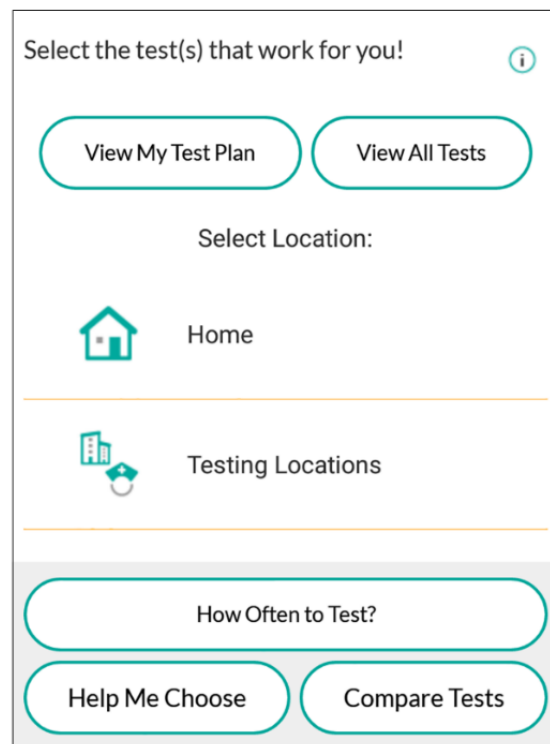 Select the test(s) that work for you!
i
View My Test Plan
View All Tests
Select Location:
Home
Testing Locations
How Often to Test?
Help Me Choose
Compare Tests